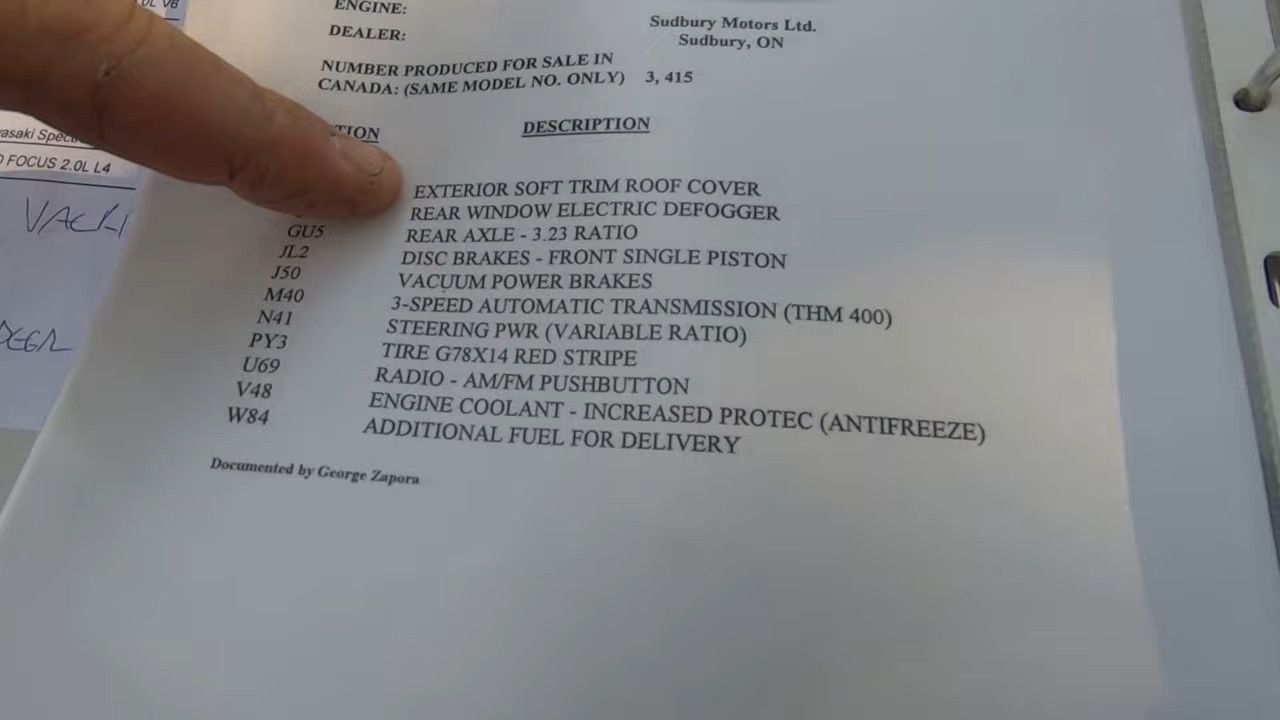 ENGINE:
DEALER:
Sudbury Motors Ltd.
Sudbury, ON
NUMBER PRODUCED FOR SALE IN
CANADA: (SAME MODEL NO. ONLY) 3, 415
DESCRIPTION
EXTERIOR SOFT TRIM ROOF COVER
REAR WINDOW ELECTRIC DEFOGGER
GU5 REAR AXLE - 3.23 RATIO
JL2 DISC BRAKES - FRONT SINGLE PISTON
J50 VACUUM POWER BRAKES
M40 3-SPEED AUTOMATIC TRANSMISSION (THM 400)
N41 STEERING PWR (VARIABLE RATIO)
PY3 TIRE G78X14 RED STRIPE
U69 RADIO - AM/FM PUSHBUTTON
V48 ENGINE COOLANT - INCREASED PROTEC (ANTIFREEZE)
W84 ADDITIONAL FUEL FOR DELIVERY
Documented by George Zapora
V6
FOCUS 2.0L L4